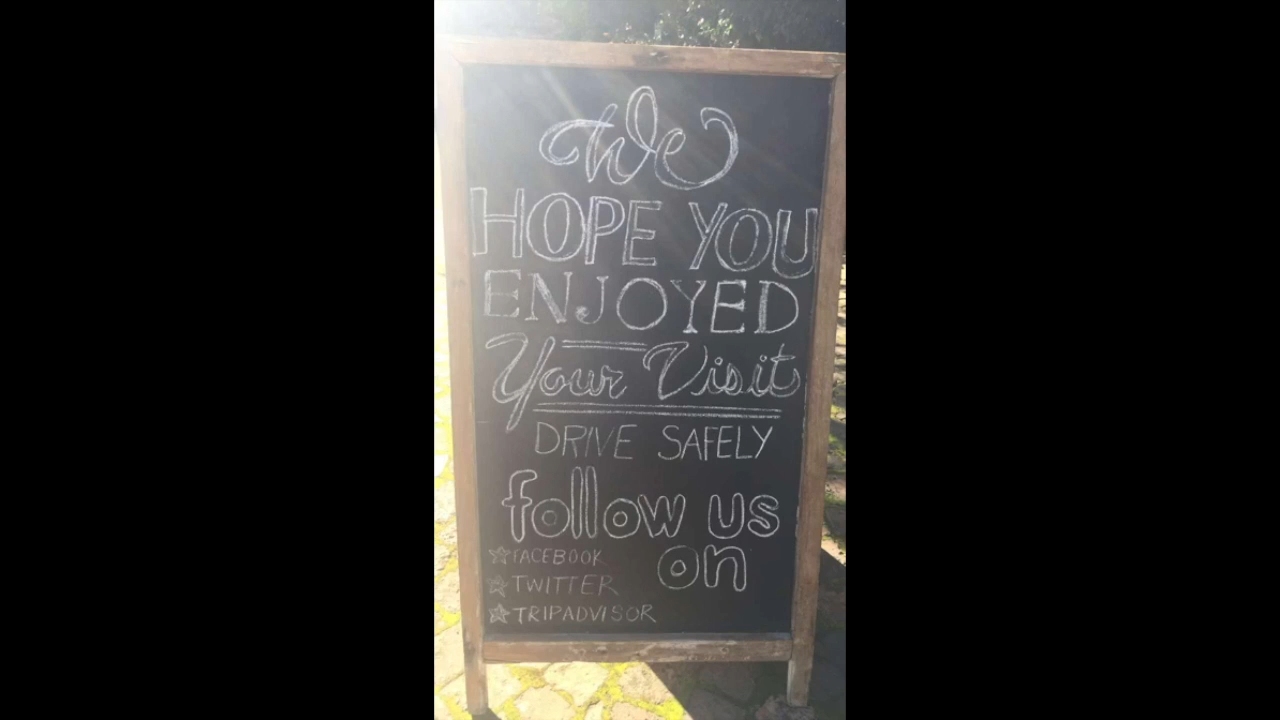 We
HOPE YOU
ENJOYED
Your Visit
DRIVE SAFELY
follow us
on
FACEBOOK
TWITTER
TRIPADVISOR